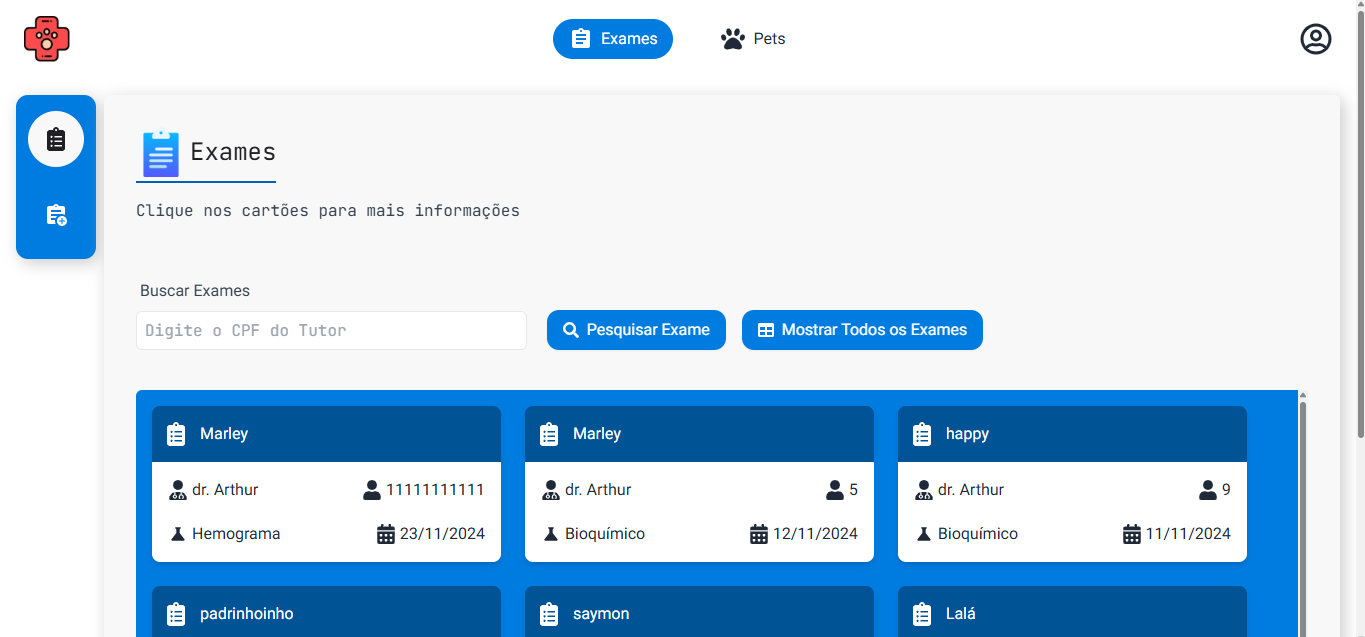 Exames Pets
Exames
Clique nos cartões para mais informações
Buscar Exames
Digite o CPF do Tutor Pesquisar Exame Mostrar Todos os Exames
Marley
dr. Arthur 11111111111
Hemograma 23/11/2024
Marley
dr. Arthur 5
Bioquímico 12/11/2024
happy
dr. Arthur 9
Bioquímico 11/11/2024
padrinhoinho
saymon
Lalá